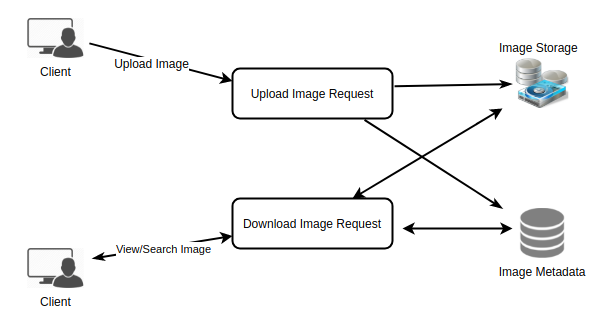 Image Storage
Client
Upload Image
Upload Image Request
Download Image Request
View/Search Image
Image Metadata
Client